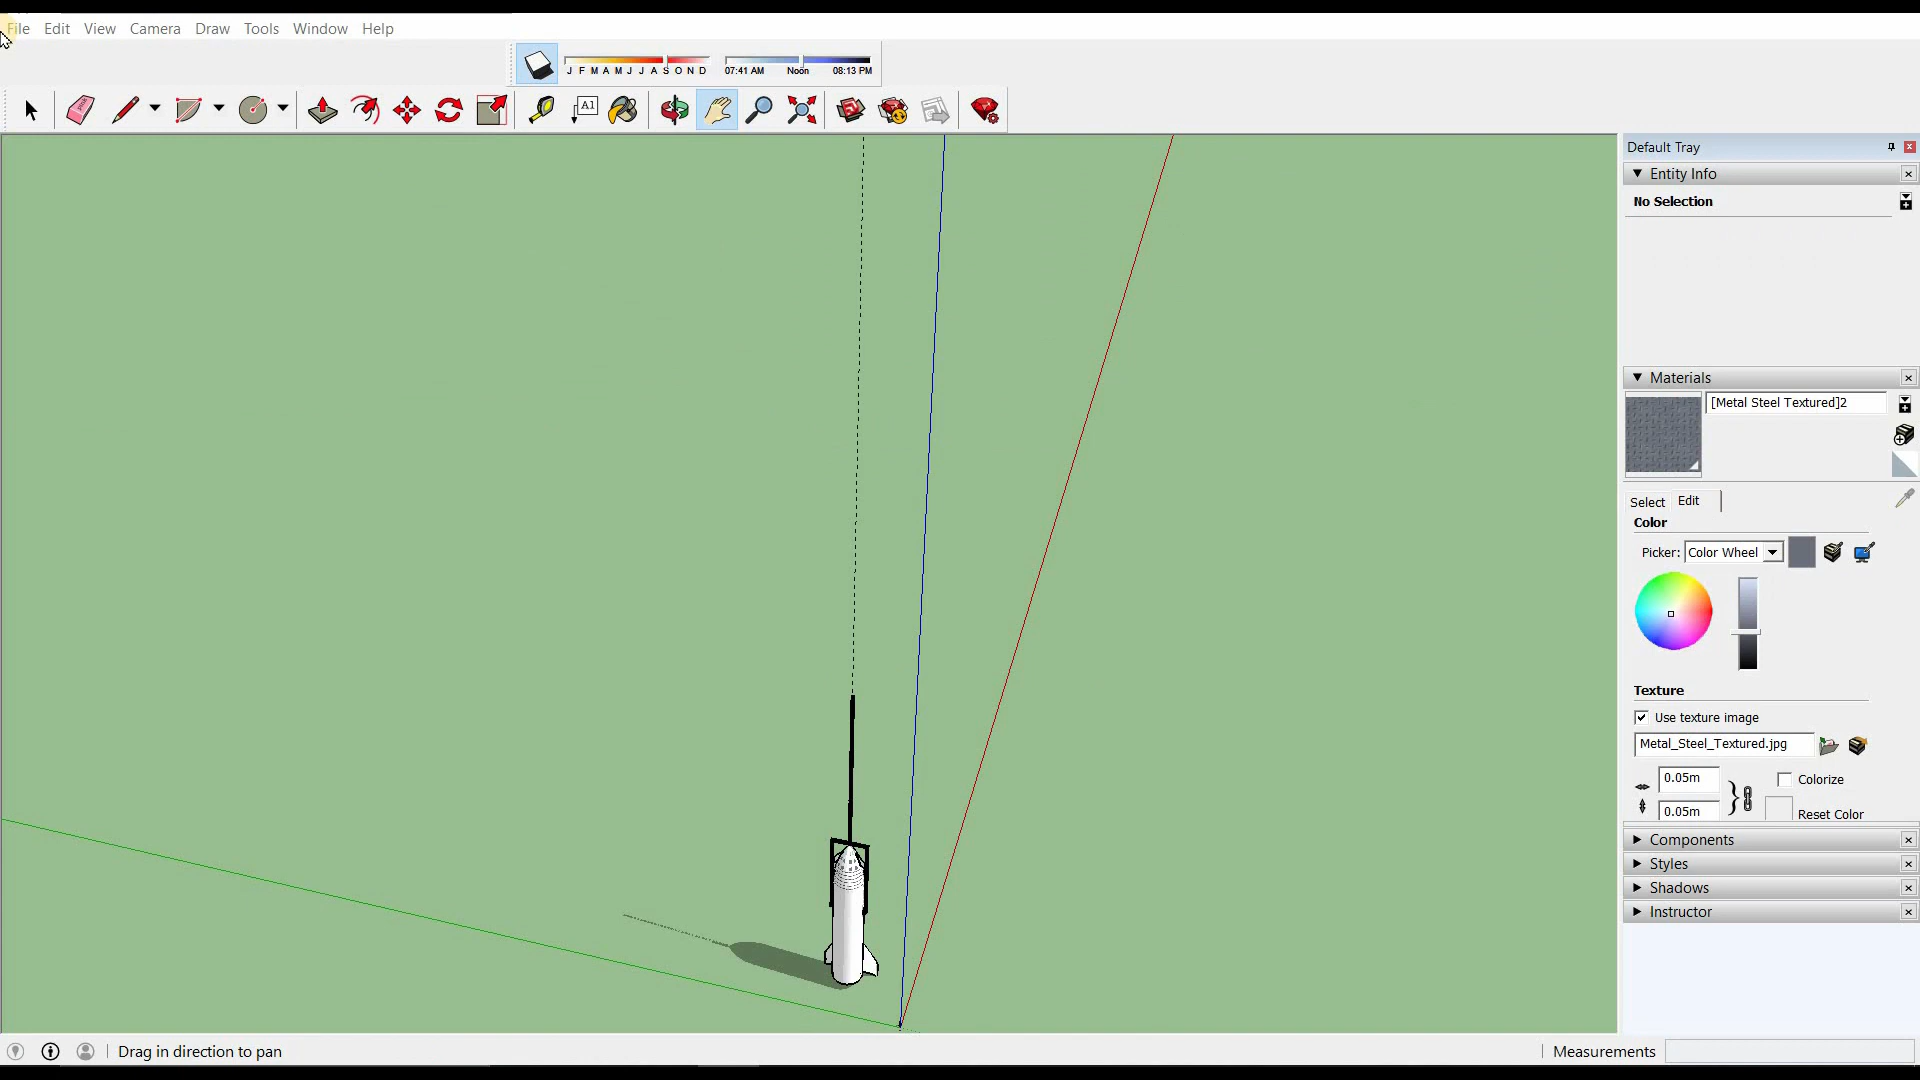 File Edit View Camera Draw Tools Window Help
J F M A M J J A S O N D 07:41 AM Noon 08:13 PM
A1
Default Tray
Entity Info
No Selection
Materials
[Metal Steel Textured]2
Select Edit
Color
Picker: Color Wheel
Texture
Use texture image
Metal_Steel_Textured.jpg
0.05m Colorize
0.05m Reset Color
Components
Styles
Shadows
Instructor
Drag in direction to pan Measurements